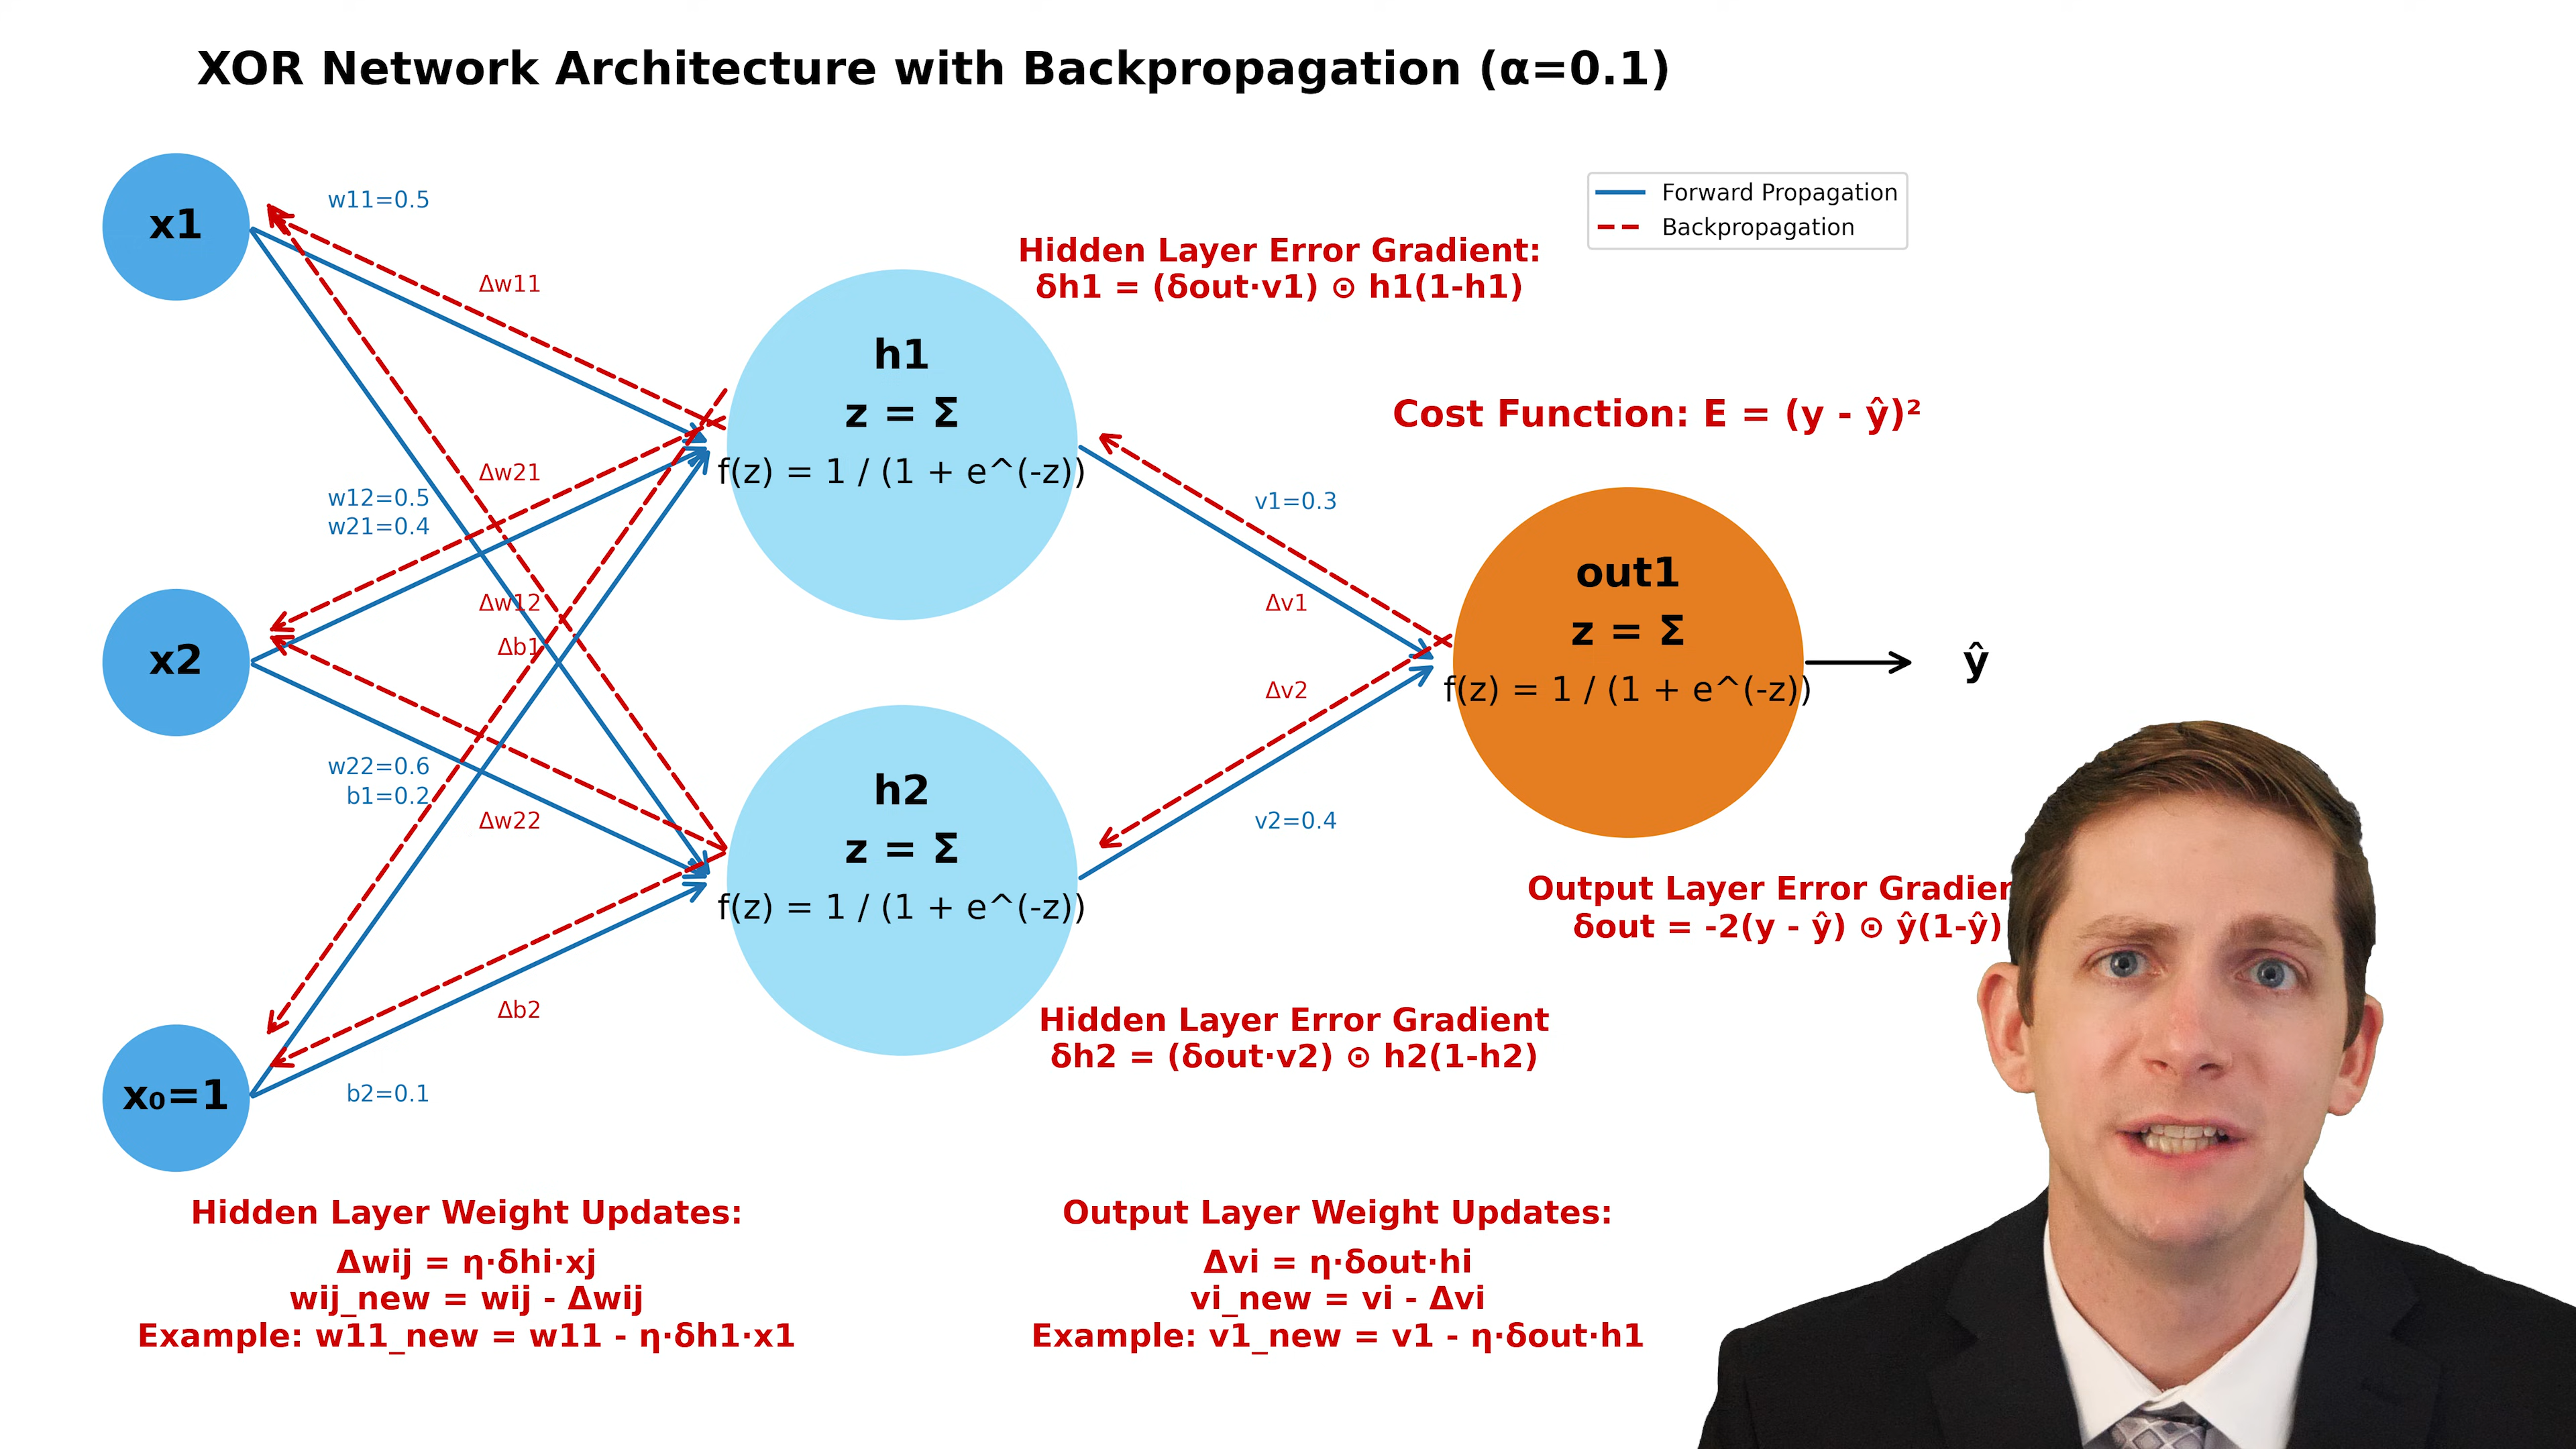 XOR Network Architecture with Backpropagation (α=0.1)
Forward Propagation
Backpropagation
x1
w11=0.5
Δw11
Hidden Layer Error Gradient:
δh1 = (δout·v1) ⊙ h1(1-h1)
h1
z = Σ
f(z) = 1 / (1 + e^(-z))
Cost Function: E = (y - ŷ)²
Δw21
w12=0.5
w21=0.4
v1=0.3
Δw12
Δb1
Δv1
x2
out1
z = Σ
f(z) = 1 / (1 + e^(-z))
ŷ
Δv2
w22=0.6
b1=0.2
Δw22
v2=0.4
h2
z = Σ
f(z) = 1 / (1 + e^(-z))
Output Layer Error
δout = -2(y - ŷ) ⊙ ŷ(1-ŷ)
Δb2
Hidden Layer Error Gradient
δh2 = (δout·v2) ⊙ h2(1-h2)
x₀=1
b2=0.1
Hidden Layer Weight Updates:
Δwij = η·δhi·xj
wij_new = wij - Δwij
Example: w11_new = w11 - η·δh1·x1
Output Layer Weight Updates:
Δvi = η·δout·hi
vi_new = vi - Δvi
Example: v1_new = v1 - η·δout·h1